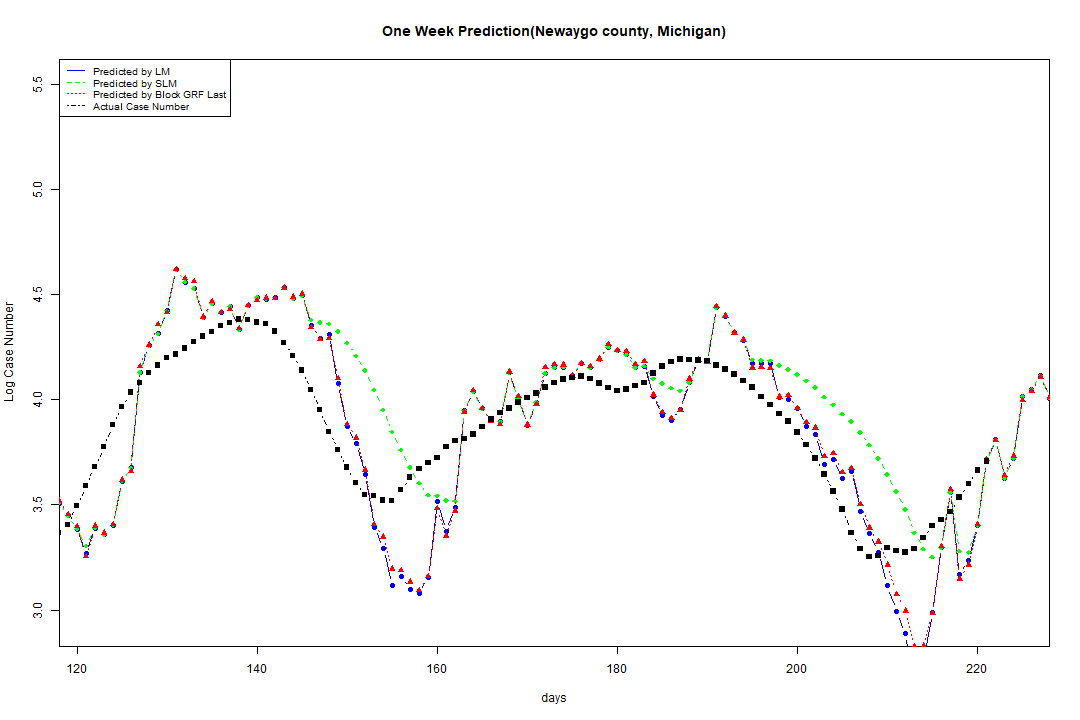 One Week Prediction(Newaygo county, Michigan)
Predicted by LM
Predicted by SLM
Predicted by Block GRF Last
Actual Case Number
5.5
5.0
4.5
4.0
3.5
3.0
Log Case Number
120 140 160 180 200 220
days